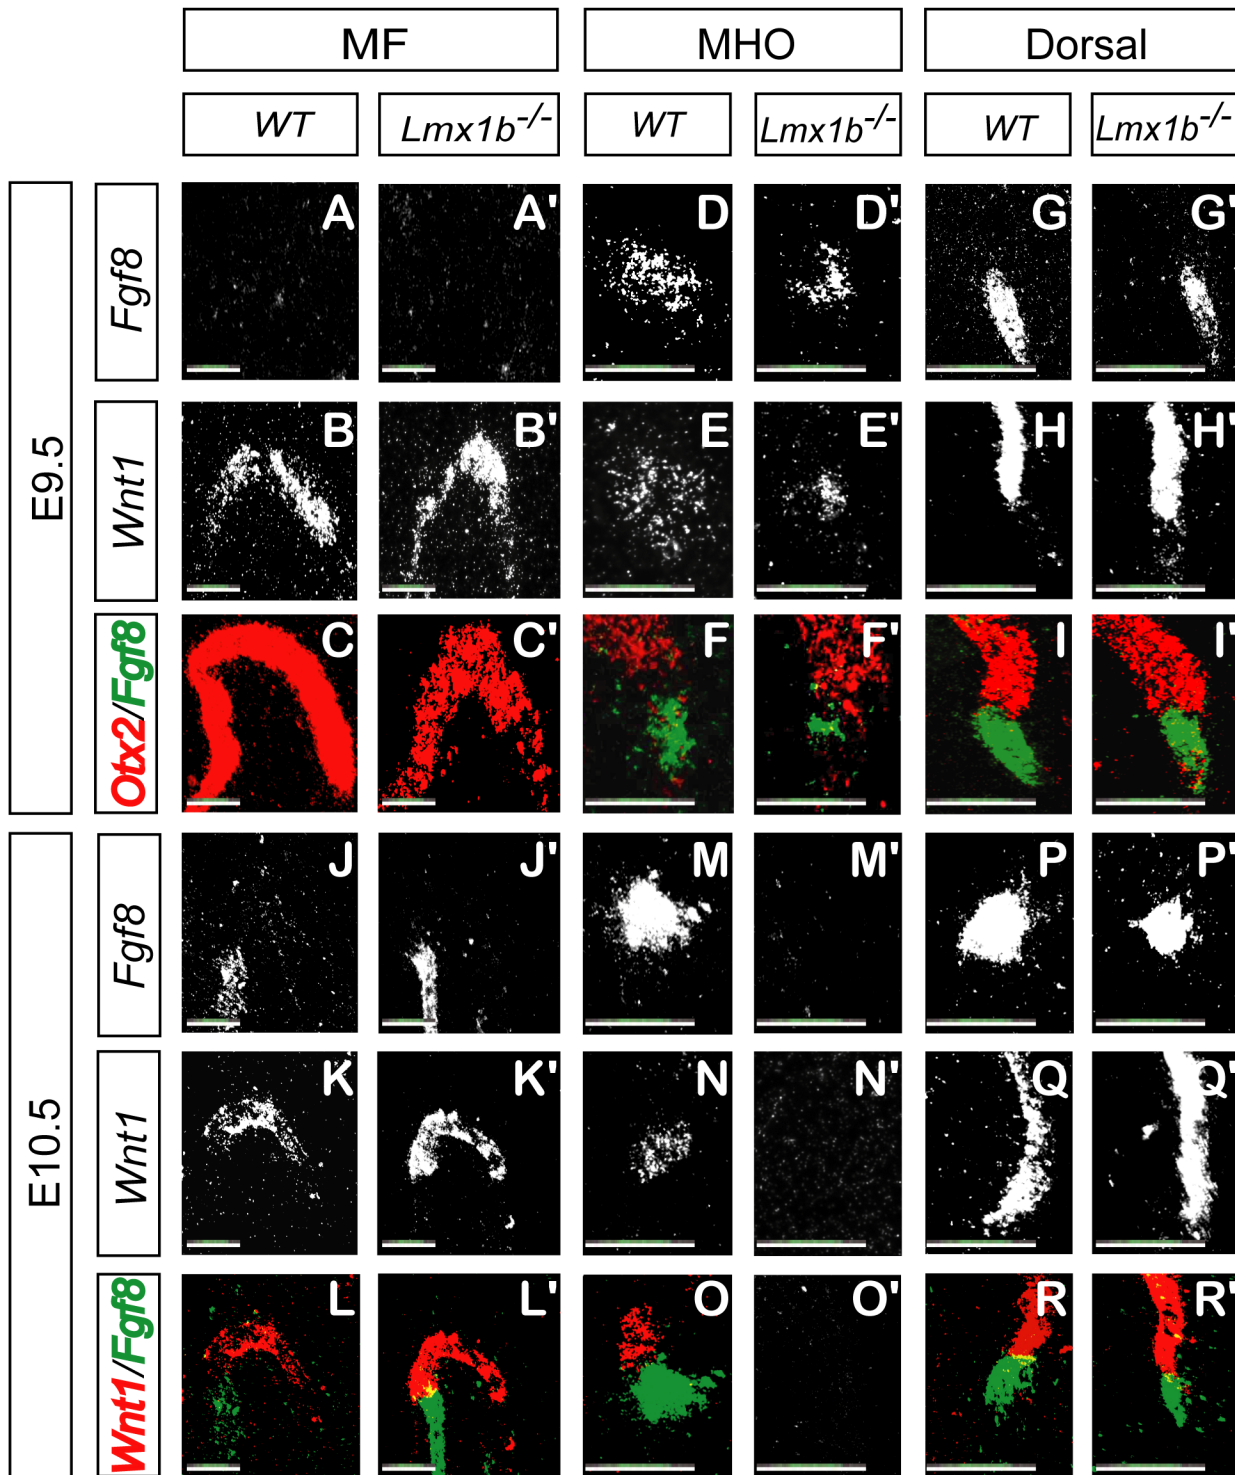 MF MHO Dorsal
WT Lmx1b-/- WT Lmx1b-/- WT Lmx1b-/-
E9.5
Fgf8 A A' D D' G G'
Wnt1 B B' E E' H H'
Otx2/Fgf8 C C' F F' I I'
E10.5
Fgf8 J J' M M' P P'
Wnt1 K K' N N' Q Q'
Wnt1/Fgf8 L L' O O' R R'